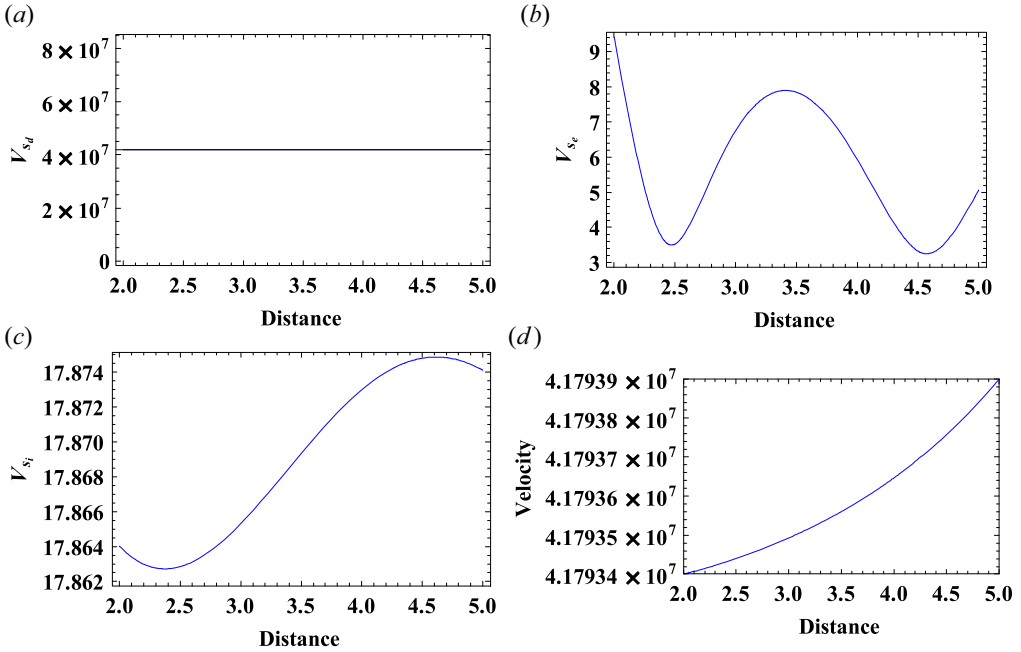 (a)
8 × 10^7
6 × 10^7
4 × 10^7
2 × 10^7
0
V_{s_d}
2.0 2.5 3.0 3.5 4.0 4.5 5.0
Distance
(b)
9
8
7
6
5
4
3
V_{s_e}
2.0 2.5 3.0 3.5 4.0 4.5 5.0
Distance
(c)
17.874
17.872
17.870
17.868
17.866
17.864
17.862
V_{s_i}
2.0 2.5 3.0 3.5 4.0 4.5 5.0
Distance
(d)
4.17939 × 10^7
4.17938 × 10^7
4.17937 × 10^7
4.17936 × 10^7
4.17935 × 10^7
4.17934 × 10^7
Velocity
2.0 2.5 3.0 3.5 4.0 4.5 5.0
Distance